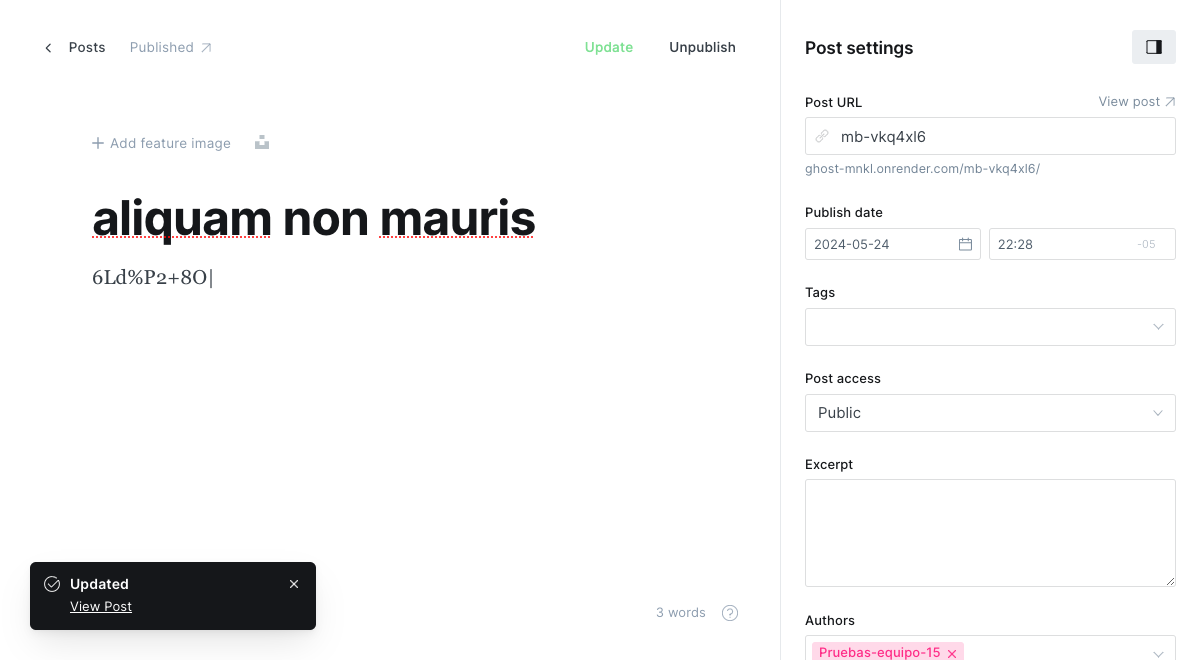 Posts Published Update Unpublish
Add feature image
aliquam non mauris
6Ld%P2+8O
Updated
View Post
3 words
Post settings
Post URL View post
mb-vkq4xl6
ghost-mnkl.onrender.com/mb-vkq4xl6/
Publish date
2024-05-24 22:28 -05
Tags
Post access
Public
Excerpt
Authors
Pruebas-equipo-15